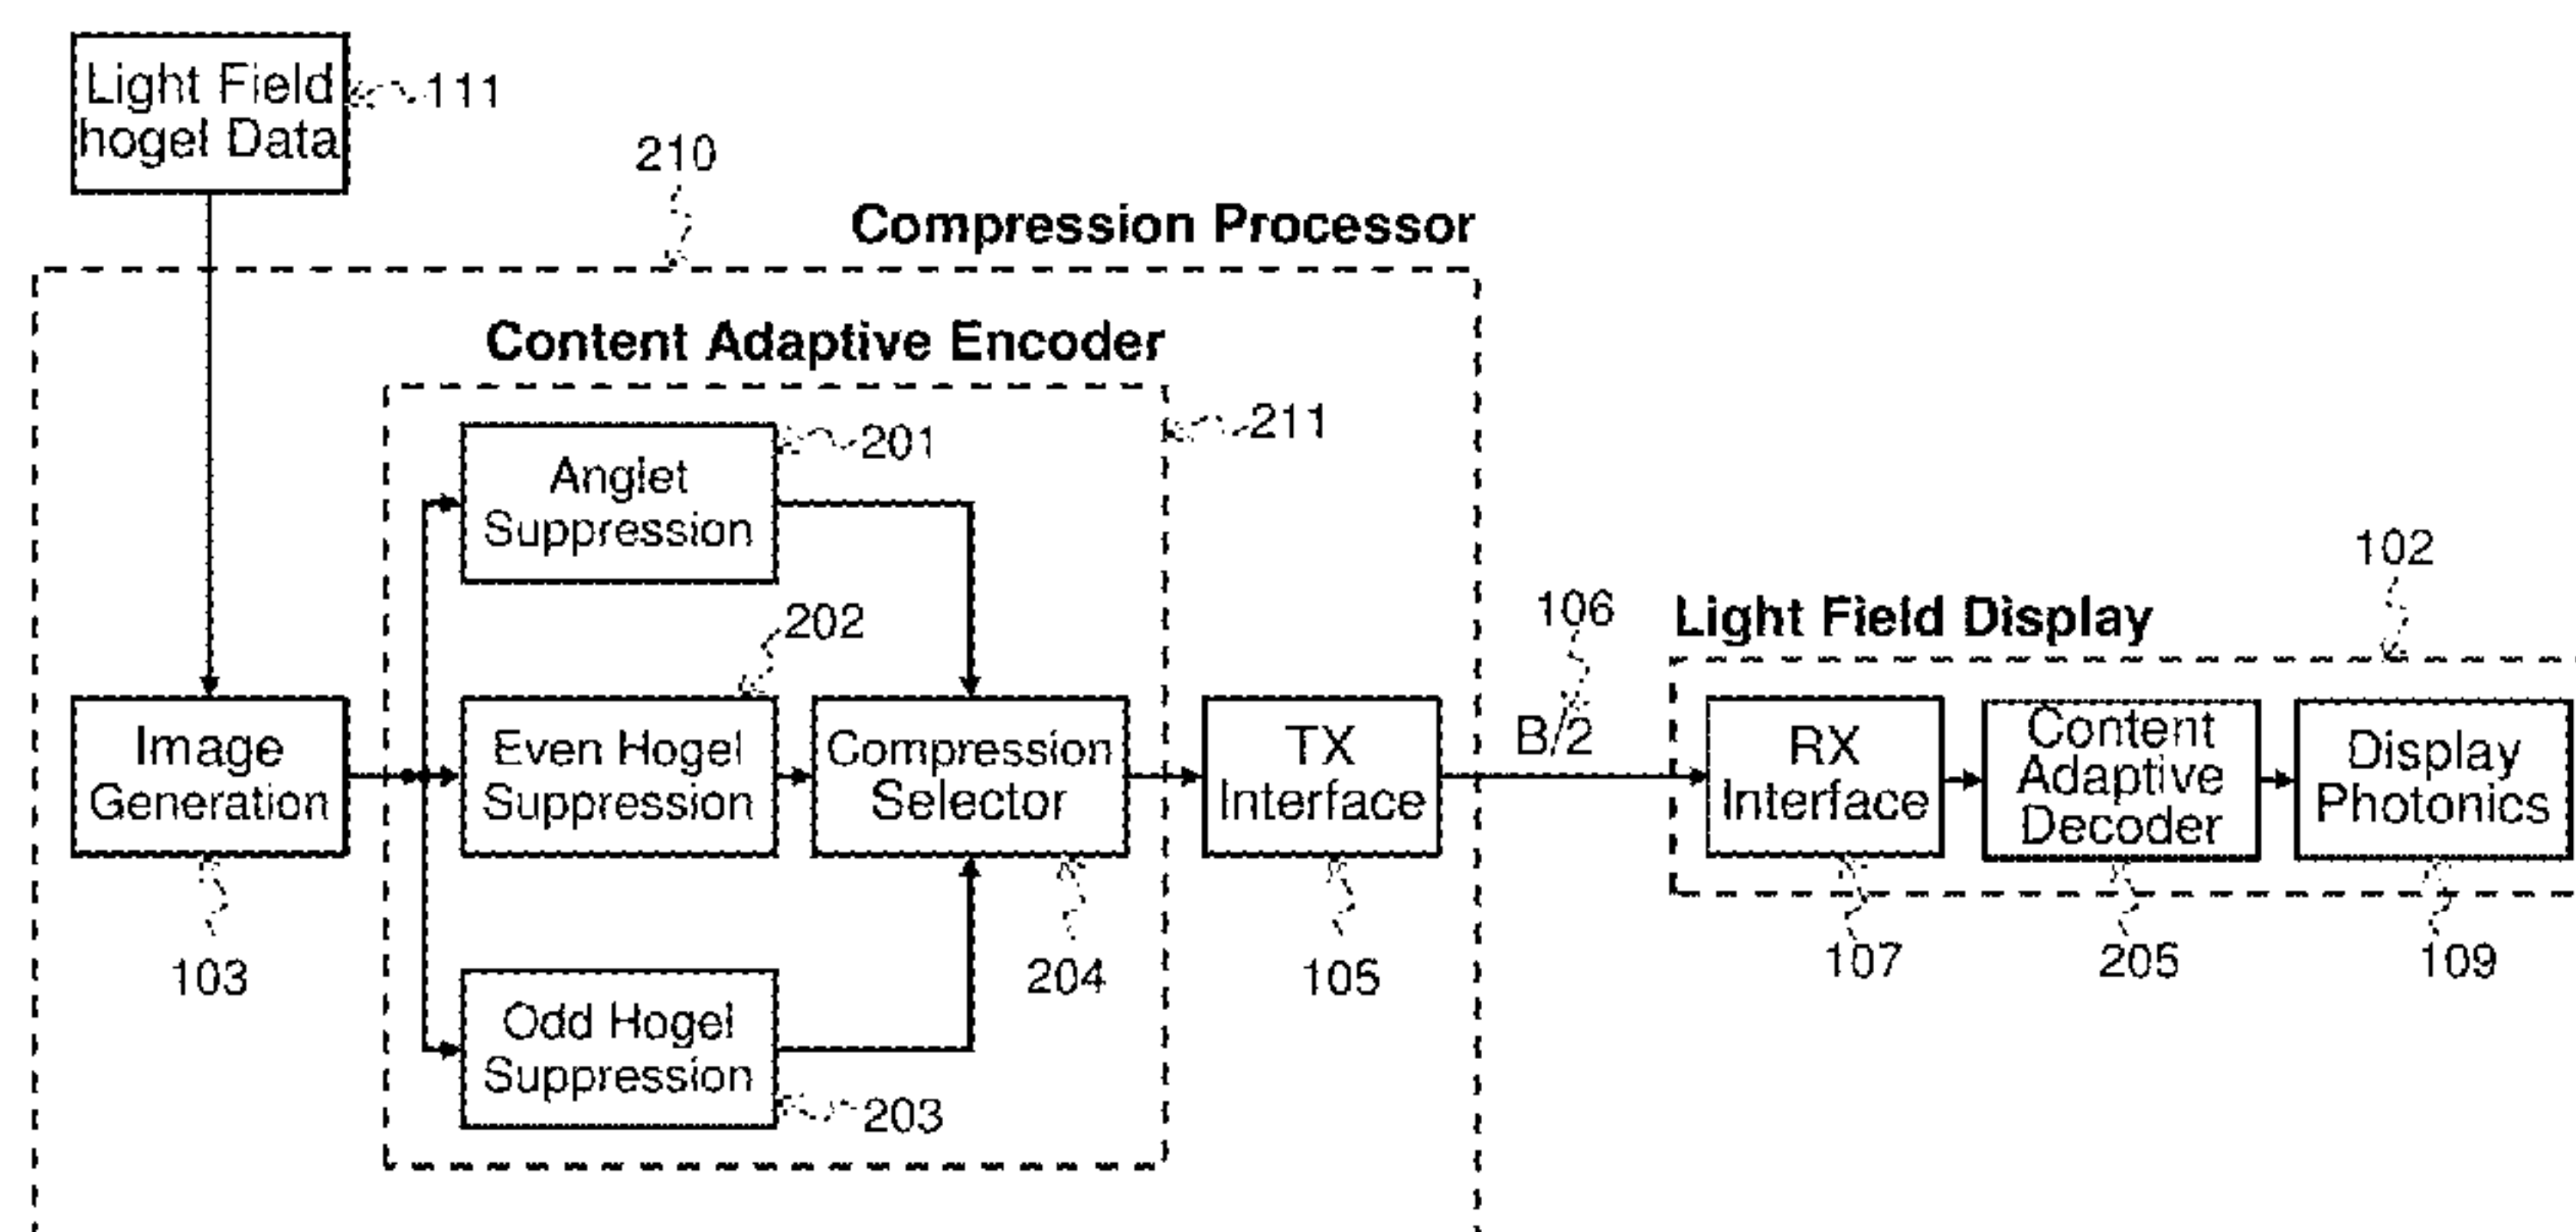 Light Field
hogel Data
111
210
Compression Processor
Content Adaptive Encoder
211
201
Anglet
Suppression
202
Even Hogel
Suppression
Compression
Selector
204
Image
Generation
103
Odd Hogel
Suppression
203
TX
Interface
105
106
B/2
Light Field Display
102
RX
Interface
107
Content
Adaptive
Decoder
205
Display
Photonics
109